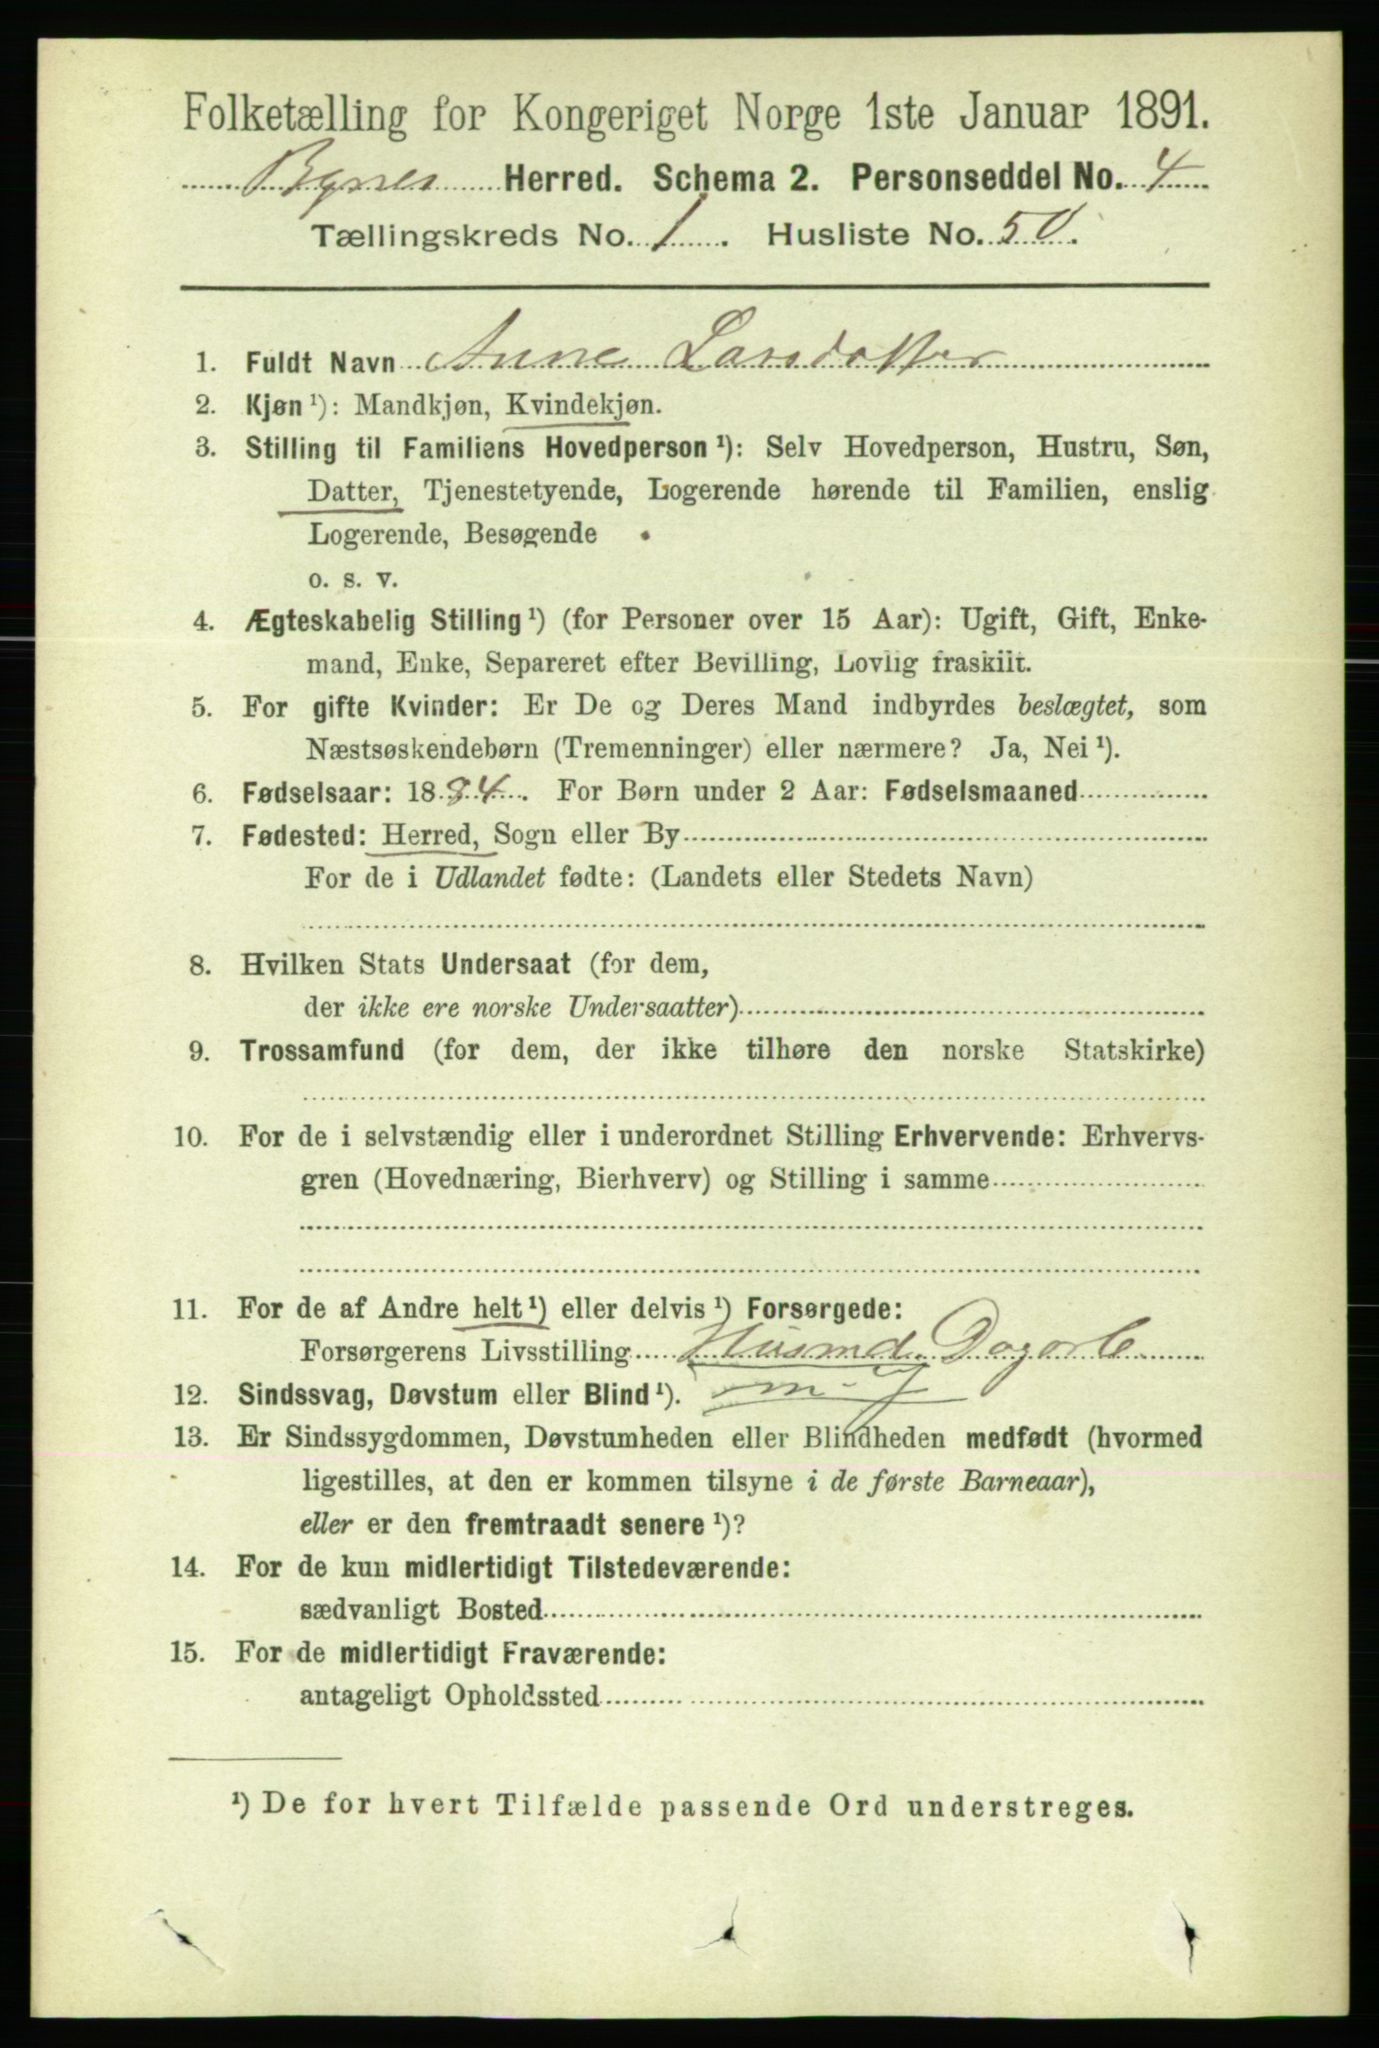 Folketælling for Kongeriget Norge 1ste Januar 1891.
Bynes Herred. Schema 2. Personseddel No. 4
Tællingskreds No. 1. Husliste No. 50.
1. Fuldt Navn Anne Larsdatter
2. Kjøn ¹): Mandkjøn, Kvindekjøn.
3. Stilling til Familiens Hovedperson ¹): Selv Hovedperson, Hustru, Søn,
Datter, Tjenestetyende, Logerende hørende til Familien, enslig
Logerende, Besøgende
o. s. v.
4. Ægteskabelig Stilling ¹) (for Personer over 15 Aar): Ugift, Gift, Enke-
mand, Enke, Separeret efter Bevilling, Lovlig fraskilt.
5. For gifte Kvinder: Er De og Deres Mand indbyrdes beslægtet, som
Næstsøskendebørn (Tremenninger) eller nærmere? Ja, Nei ¹).
6. Fødselsaar: 1884. For Børn under 2 Aar: Fødselsmaaned
7. Fødested: Herred, Sogn eller By
For de i Udlandet fødte: (Landets eller Stedets Navn)
8. Hvilken Stats Undersaat (for dem,
der ikke ere norske Undersaatter)
9. Trossamfund (for dem, der ikke tilhøre den norske Statskirke)
10. For de i selvstændig eller i underordnet Stilling Erhvervende: Erhvervs-
gren (Hovednæring, Bierhverv) og Stilling i samme
11. For de af Andre helt ¹) eller delvis ¹) Forsørgede:
Forsørgerens Livsstilling Husmd, Dagarb
12. Sindssvag, Døvstum eller Blind ¹). m. J
13. Er Sindssygdommen, Døvstumheden eller Blindheden medfødt (hvormed
ligestilles, at den er kommen tilsyne i de første Barneaar),
eller er den fremtraadt senere ¹)?
14. For de kun midlertidigt Tilstedeværende:
sædvanligt Bosted
15. For de midlertidigt Fraværende:
antageligt Opholdssted
¹) De for hvert Tilfælde passende Ord understreges.